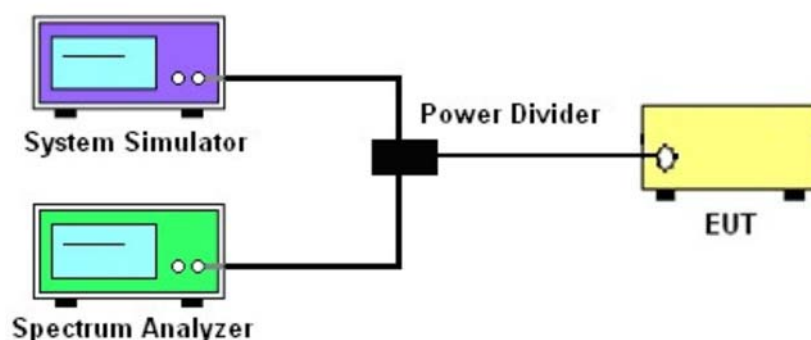 System Simulator
Power Divider
EUT
Spectrum Analyzer